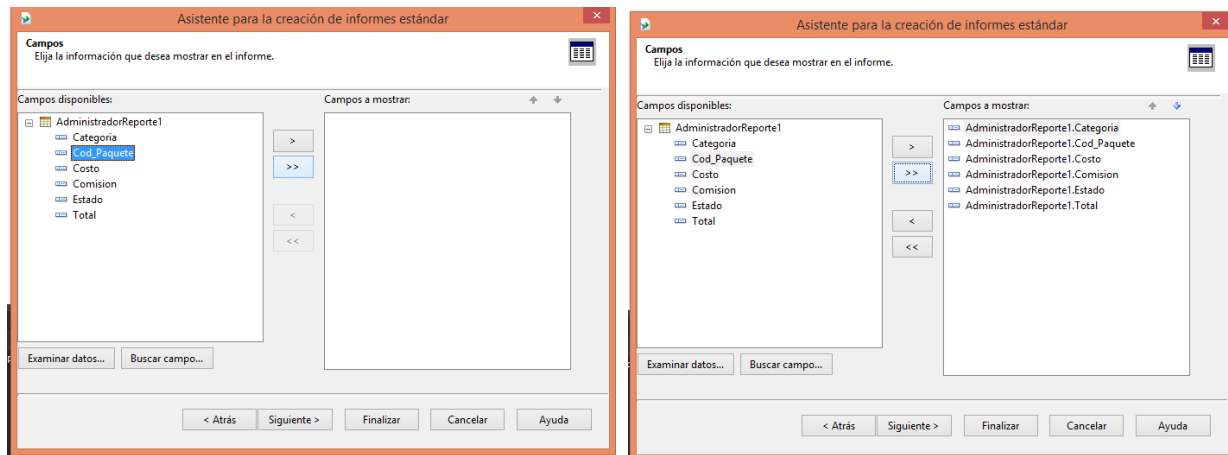 Asistente para la creación de informes estándar
Campos
Elija la información que desea mostrar en el informe.
Campos disponibles:
Campos a mostrar:
AdministradorReporte1
Categoria
Cod_Paquete
Costo
Comision
Estado
Total
>
>>
<
<<
Examinar datos...
Buscar campo...
< Atrás
Siguiente >
Finalizar
Cancelar
Ayuda
Asistente para la creación de informes estándar
Campos
Elija la información que desea mostrar en el informe.
Campos disponibles:
Campos a mostrar:
AdministradorReporte1
Categoria
Cod_Paquete
Costo
Comision
Estado
Total
>
>>
<
<<
AdministradorReporte1.Categoria
AdministradorReporte1.Cod_Paquete
AdministradorReporte1.Costo
AdministradorReporte1.Comision
AdministradorReporte1.Estado
AdministradorReporte1.Total
Examinar datos...
Buscar campo...
< Atrás
Siguiente >
Finalizar
Cancelar
Ayuda